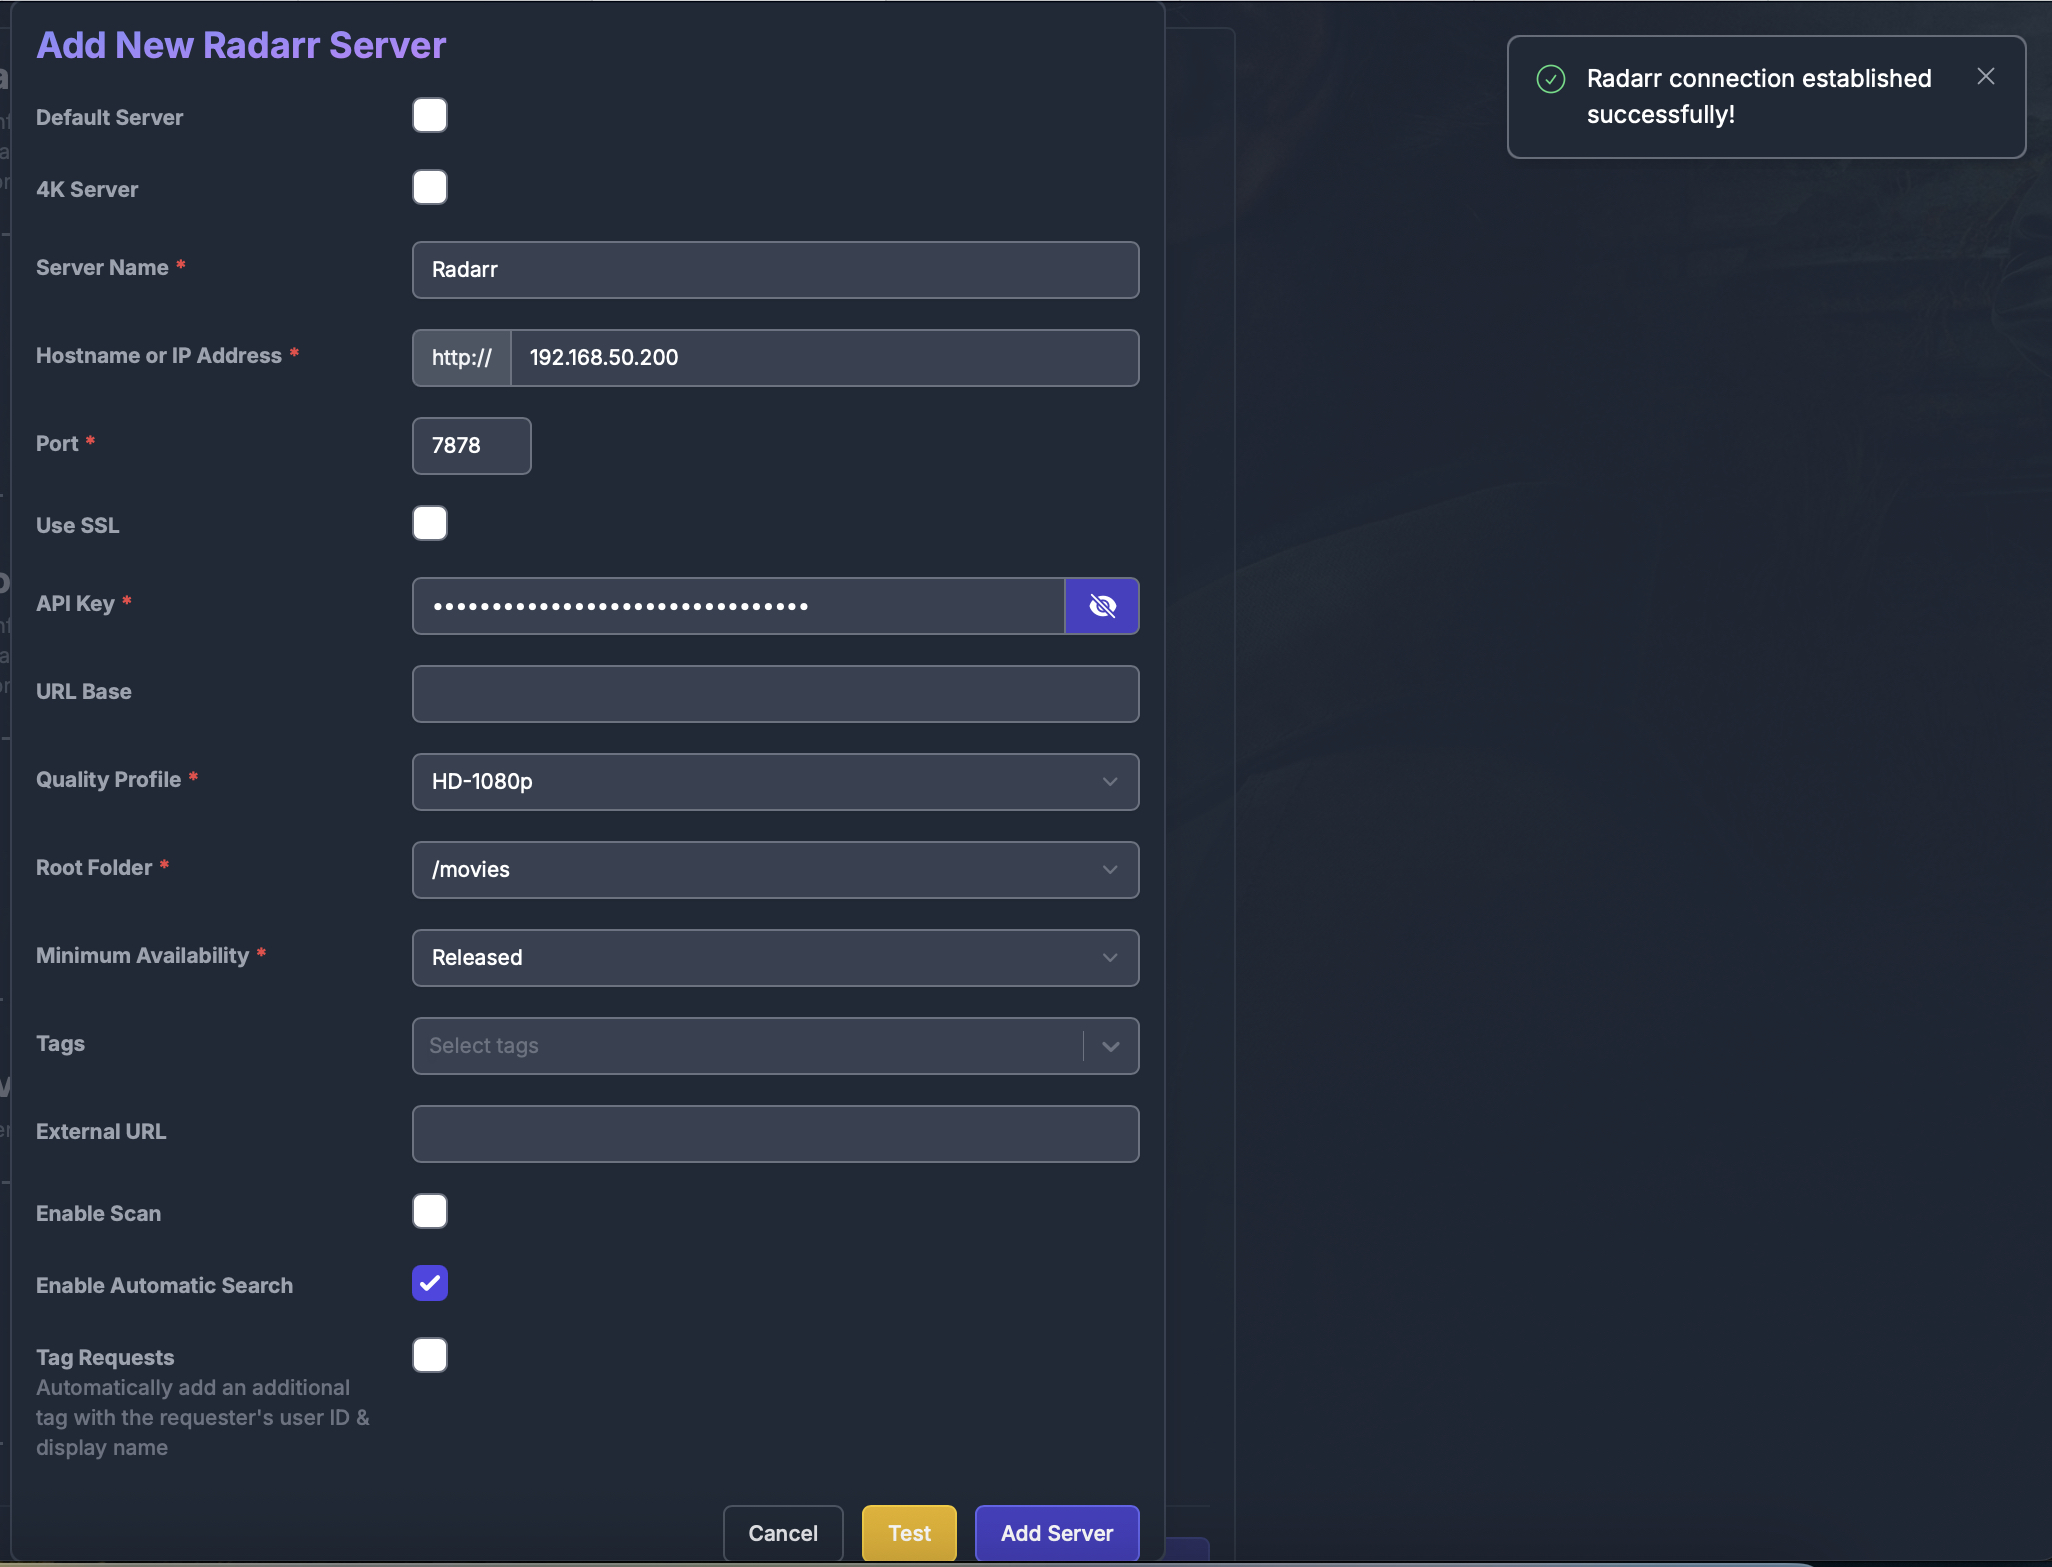 Add New Radarr Server
Radarr connection established
successfully!
Default Server
4K Server
Server Name *
Radarr
Hostname or IP Address *
http://
192.168.50.200
Port *
7878
Use SSL
API Key *
••••••••••••••••••••••••••••••••
URL Base
Quality Profile *
HD-1080p
Root Folder *
/movies
Minimum Availability *
Released
Tags
Select tags
External URL
Enable Scan
Enable Automatic Search
Tag Requests
Automatically add an additional
tag with the requester's user ID &
display name
Cancel
Test
Add Server